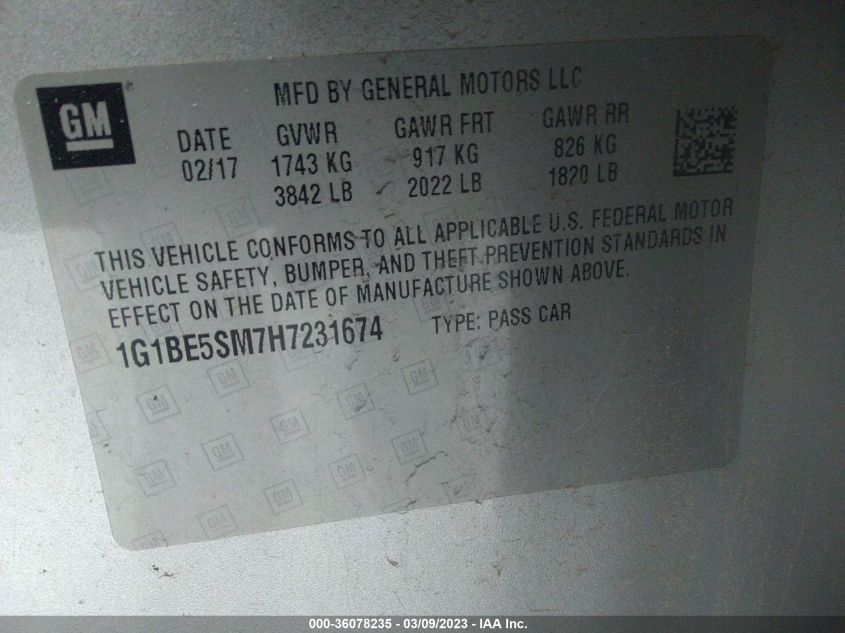 GM
MFD BY GENERAL MOTORS LLC
DATE GVWR GAWR FRT GAWR RR
02/17 1743 KG 917 KG 826 KG
3842 LB 2022 LB 1820 LB
THIS VEHICLE CONFORMS TO ALL APPLICABLE U.S. FEDERAL MOTOR
VEHICLE SAFETY, BUMPER, AND THEFT PREVENTION STANDARDS IN
EFFECT ON THE DATE OF MANUFACTURE SHOWN ABOVE.
1G1BE5SM7H7231674 TYPE: PASS CAR
000-36078235 - 03/09/2023 - IAA Inc.